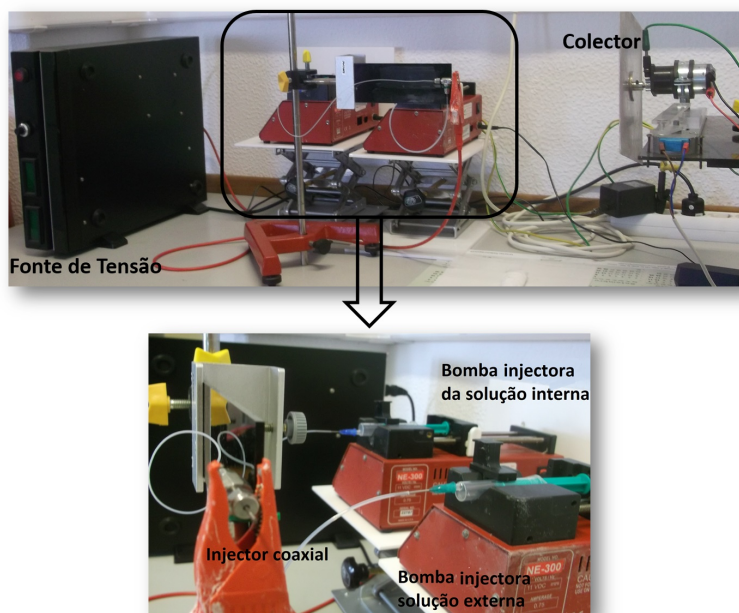 Colector
Fonte de Tensão
Bomba injectora
da solução interna
NE-300
Injector coaxial
NE-300
Bomba injectora
solução externa